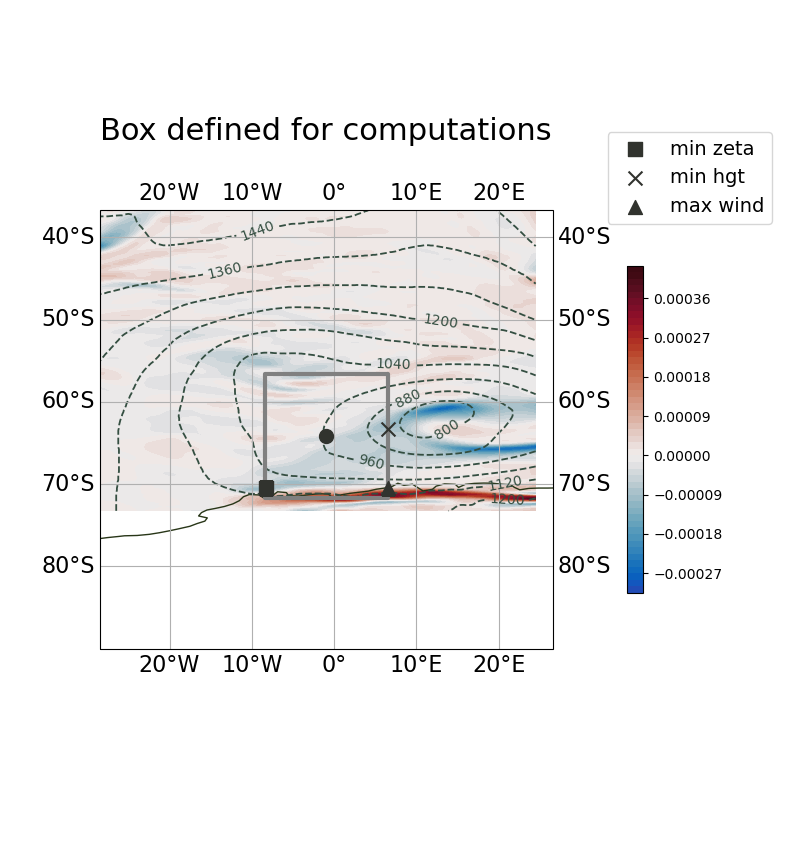 Box defined for computations
min zeta
min hgt
max wind
20°W 10°W 0° 10°E 20°E
40°S 40°S
50°S 50°S
60°S 60°S
70°S 70°S
80°S 80°S
20°W 10°W 0° 10°E 20°E
1440
1360
1200
1040
880
800
960
1120
1200
0.00036
0.00027
0.00018
0.00009
0.00000
−0.00009
−0.00018
−0.00027